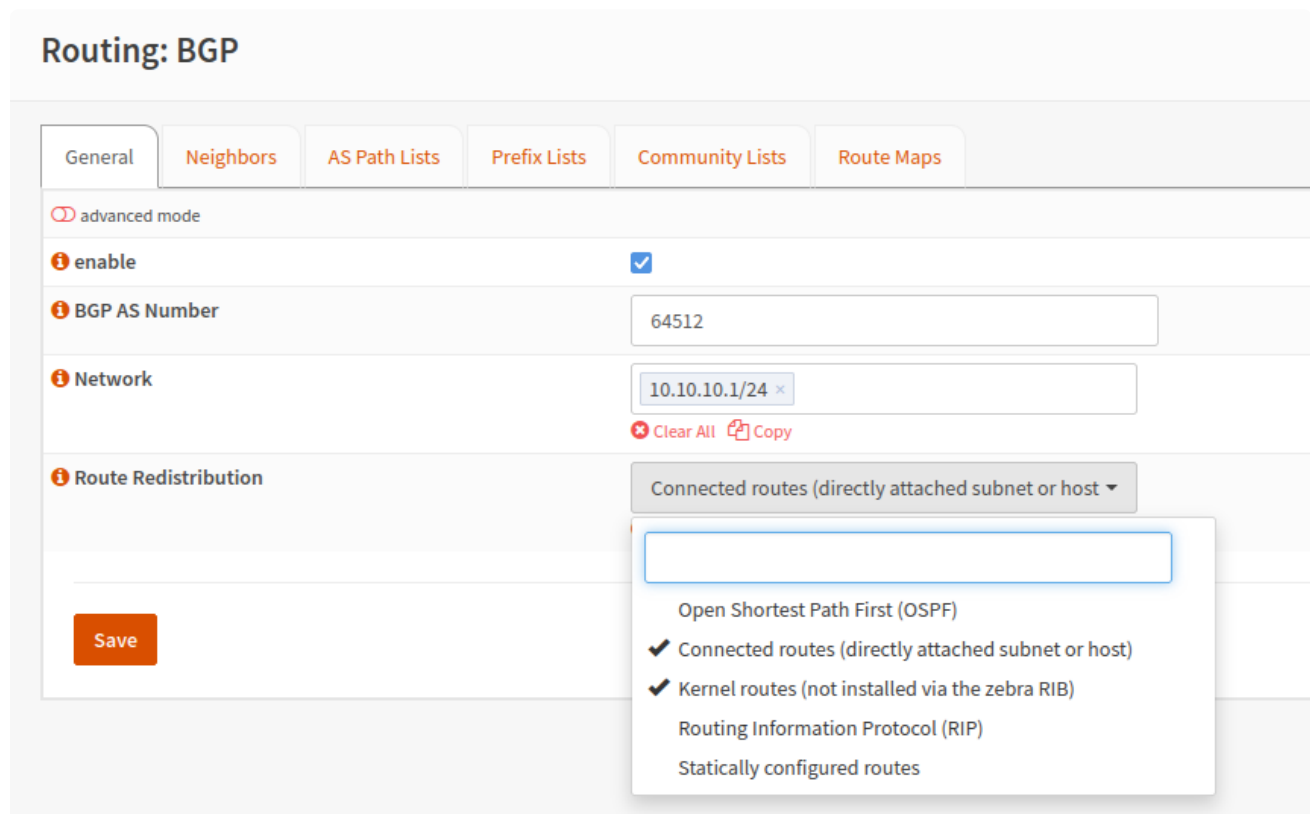 Routing: BGP
General Neighbors AS Path Lists Prefix Lists Community Lists Route Maps
advanced mode
enable
BGP AS Number 64512
Network 10.10.10.1/24 ×
Clear All Copy
Route Redistribution Connected routes (directly attached subnet or host
Open Shortest Path First (OSPF)
Save Connected routes (directly attached subnet or host)
Kernel routes (not installed via the zebra RIB)
Routing Information Protocol (RIP)
Statically configured routes